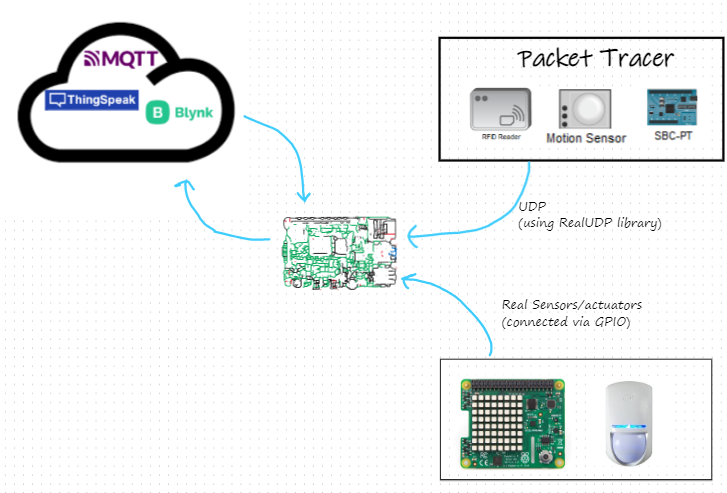 MQTT
ThingSpeak
B Blynk
Packet Tracer
RFID Reader
Motion Sensor
SBC-PT
UDP
(using RealUDP library)
Real Sensors/actuators
(connected via GPIO)